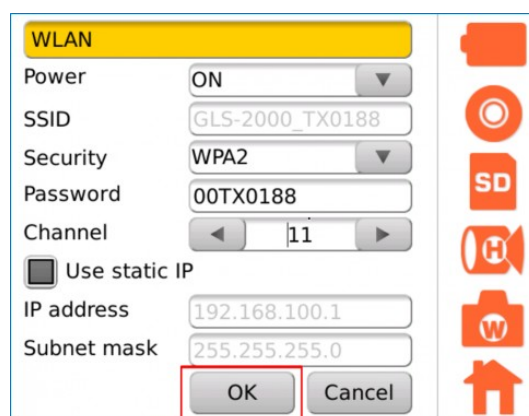 WLAN
Power ON
SSID GLS-2000_TX0188
Security WPA2
Password 00TX0188
Channel 11
Use static IP
IP address 192.168.100.1
Subnet mask 255.255.255.0
OK Cancel
SD
H
W